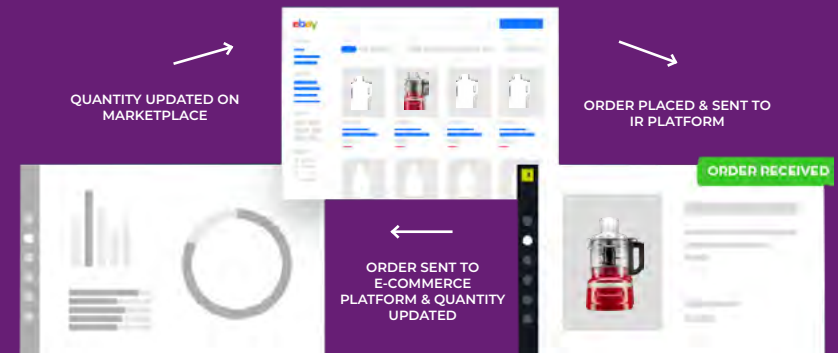 ebay
QUANTITY UPDATED ON
MARKETPLACE
ORDER PLACED & SENT TO
IR PLATFORM
ORDER RECEIVED
ORDER SENT TO
E-COMMERCE
PLATFORM & QUANTITY
UPDATED